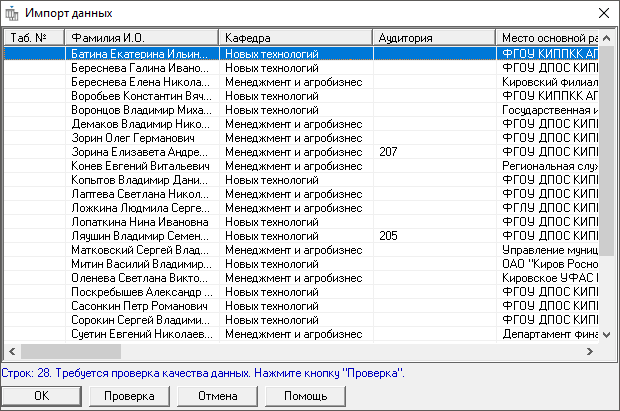 Импорт данных
Таб. № Фамилия И.О. Кафедра Аудитория Место основной ра
Батина Екатерина Ильин... Новых технологий ФГОУ КИППКК АГ
Береснева Галина Ивано... Новых технологий ФГОУ ДПОС КИП
Береснева Елена Никола... Менеджмент и агробизнес Кировский филиал
Воробьев Константин Вяч... Новых технологий ФГОУ КИППКК АГ
Воронцов Владимир Миха... Новых технологий Государственная и
Демаков Владимир Нико... Менеджмент и агробизнес ФГОУ ДПОС КИП
Зорин Олег Германович Менеджмент и агробизнес ФГОУ ДПОС КИП
Зорина Елизавета Андре... Менеджмент и агробизнес 207 ФГОУ ДПОС КИП
Конев Евгений Витальевич Менеджмент и агробизнес Региональная служ
Копытов Владимир Дани... Новых технологий ФГОУ ДПОС КИП
Лаптева Светлана Никол... Менеджмент и агробизнес ФГОУ ДПОС КИП
Ложкина Людмила Серге... Менеджмент и агробизнес ФГОУ ДПОС КИП
Лопаткина Нина Ивановна Новых технологий ФГОУ ДПОС КИП
Ляушин Владимир Семен... Новых технологий 205 ФГОУ ДПОС КИП
Матковский Сергей Влад... Менеджмент и агробизнес Управление муниц
Митин Василий Владимир... Новых технологий ОАО "Киров Росно
Оленева Светлана Викто... Менеджмент и агробизнес Кировское УФАС Р
Поскребышев Александр ... Новых технологий ФГОУ ДПОС КИП
Сасонкин Петр Романович Новых технологий ФГОУ ДПОС КИП
Сорокин Сергей Владими... Новых технологий ФГОУ ДПОС КИП
Суетин Евгений Николаев... Менеджмент и агробизнес Департамент фина
Строк: 28. Требуется проверка качества данных. Нажмите кнопку "Проверка".
ОК Проверка Отмена Помощь